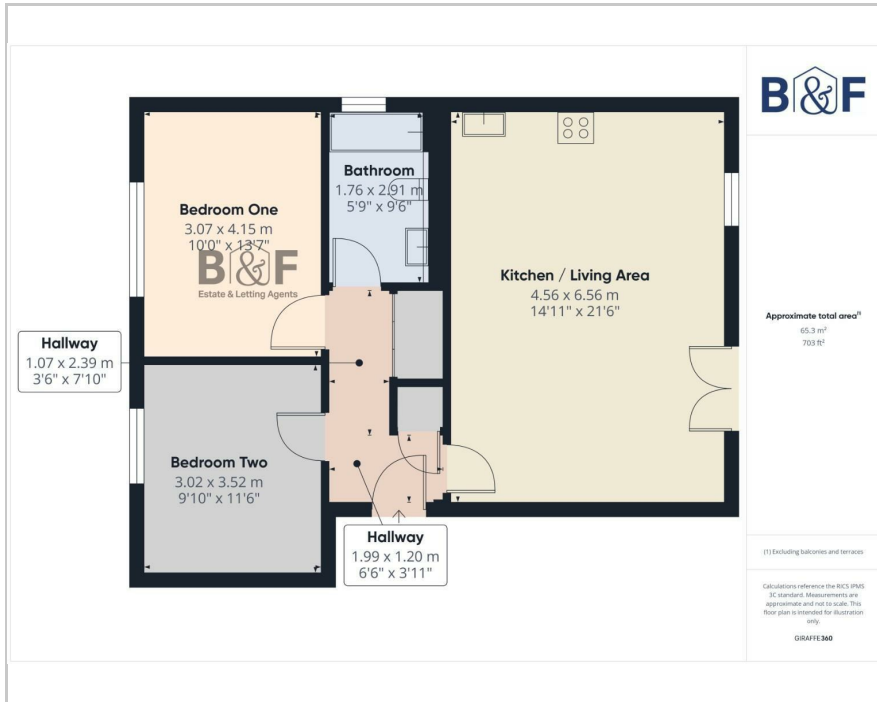 B&F
Bedroom One
3.07 x 4.15 m
10'0" x 13'7"
B&F
Estate & Letting Agents
Bathroom
1.76 x 2.91 m
5'9" x 9'6"
Kitchen / Living Area
4.56 x 6.56 m
14'11" x 21'6"
Hallway
1.07 x 2.39 m
3'6" x 7'10"
Bedroom Two
3.02 x 3.52 m
9'10" x 11'6"
Hallway
1.99 x 1.20 m
6'6" x 3'11"
Approximate total area⁽¹⁾
65.3 m²
703 ft²
(1) Excluding balconies and terraces
Calculations reference the RICS IPMS
3C standard. Measurements are
approximate and not to scale. This
floor plan is intended for illustration
only.
GIRAFFE360